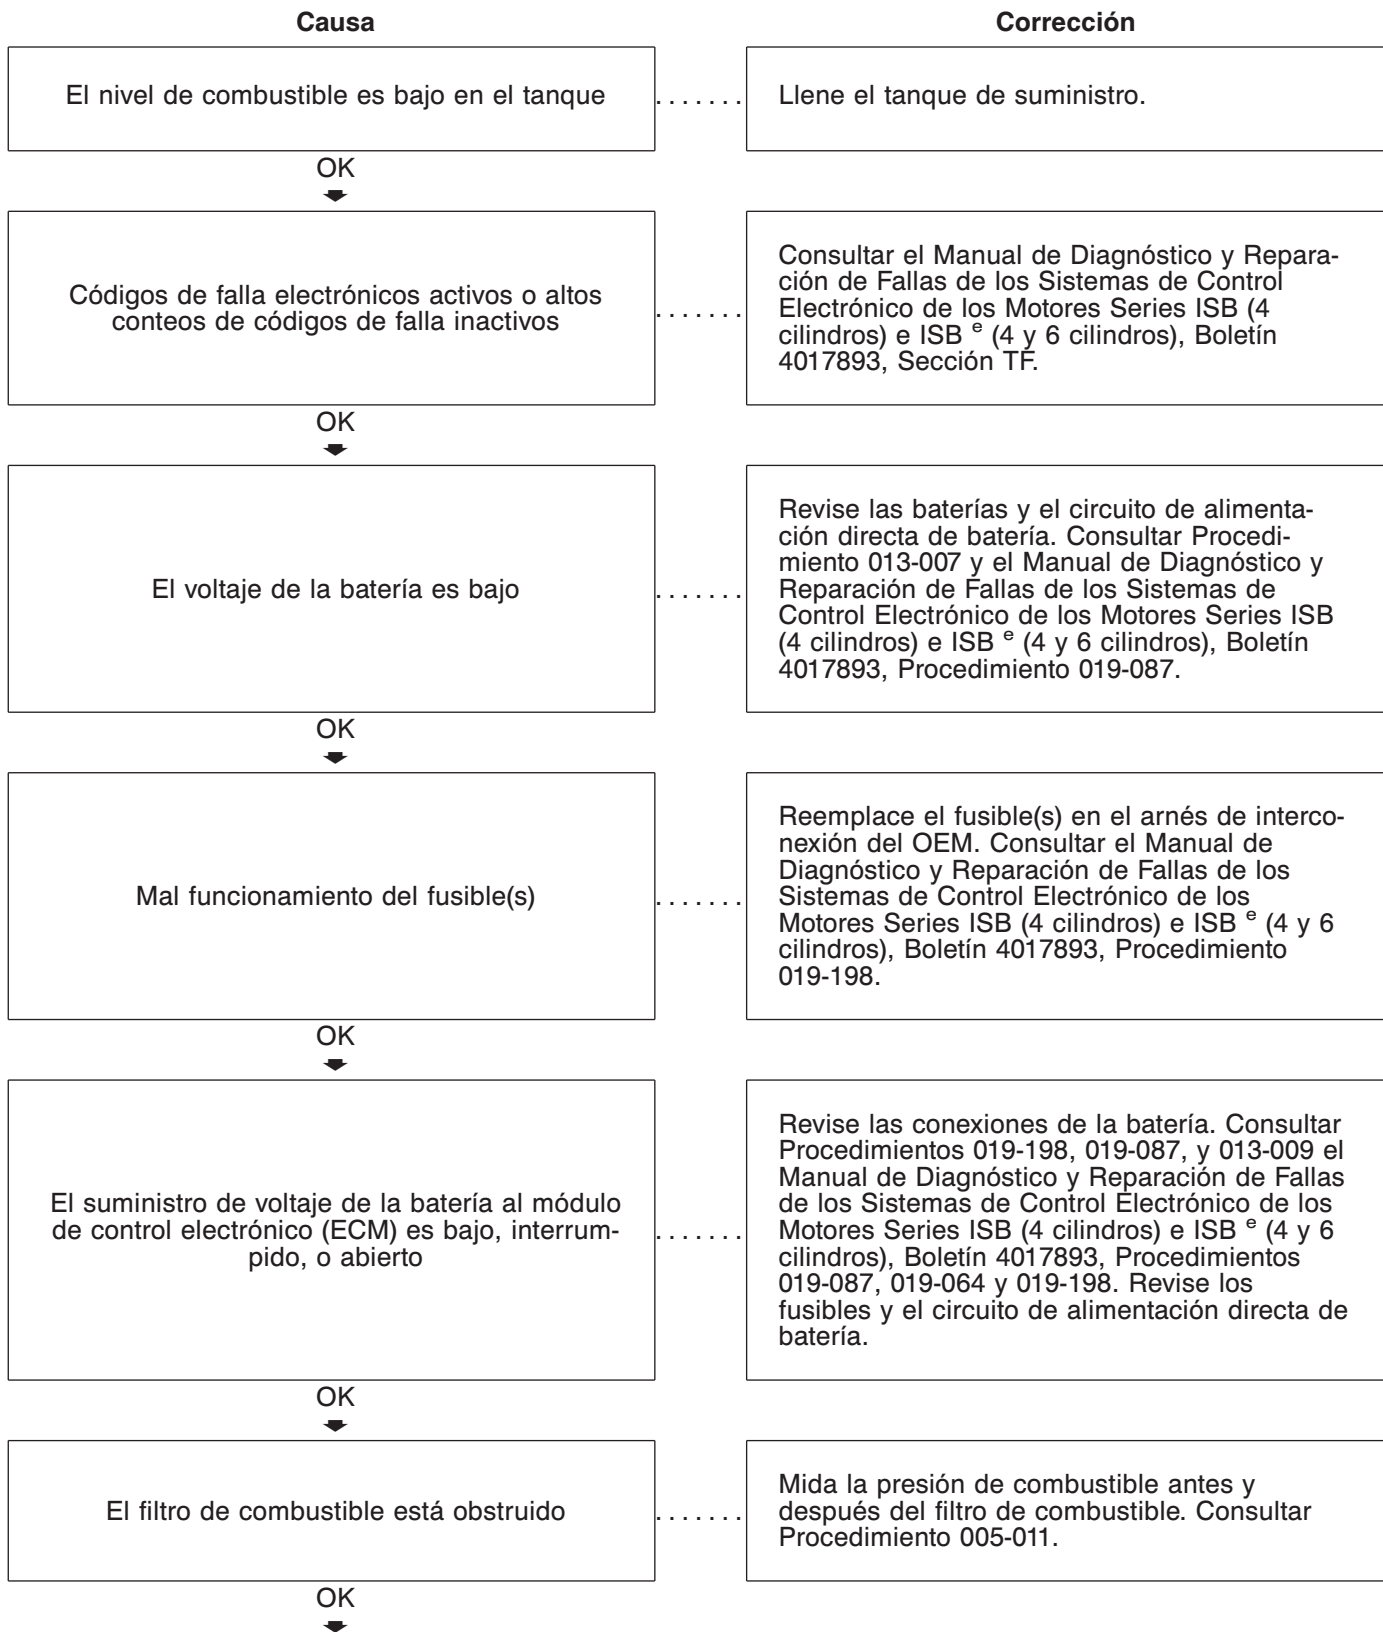 Causa
Corrección
El nivel de combustible es bajo en el tanque
.......
Llene el tanque de suministro.
OK
Códigos de falla electrónicos activos o altos
conteos de códigos de falla inactivos
.......
Consultar el Manual de Diagnóstico y Repara-
ción de Fallas de los Sistemas de Control
Electrónico de los Motores Series ISB (4
cilindros) e ISB e (4 y 6 cilindros), Boletín
4017893, Sección TF.
OK
El voltaje de la batería es bajo
.......
Revise las baterías y el circuito de alimenta-
ción directa de batería. Consultar Procedi-
miento 013-007 y el Manual de Diagnóstico y
Reparación de Fallas de los Sistemas de
Control Electrónico de los Motores Series ISB
(4 cilindros) e ISB e (4 y 6 cilindros), Boletín
4017893, Procedimiento 019-087.
OK
Mal funcionamiento del fusible(s)
.......
Reemplace el fusible(s) en el arnés de interco-
nexión del OEM. Consultar el Manual de
Diagnóstico y Reparación de Fallas de los
Sistemas de Control Electrónico de los
Motores Series ISB (4 cilindros) e ISB e (4 y 6
cilindros), Boletín 4017893, Procedimiento
019-198.
OK
El suministro de voltaje de la batería al módulo
de control electrónico (ECM) es bajo, interrum-
pido, o abierto
.......
Revise las conexiones de la batería. Consultar
Procedimientos 019-198, 019-087, y 013-009 el
Manual de Diagnóstico y Reparación de Fallas
de los Sistemas de Control Electrónico de los
Motores Series ISB (4 cilindros) e ISB e (4 y 6
cilindros), Boletín 4017893, Procedimientos
019-087, 019-064 y 019-198. Revise los
fusibles y el circuito de alimentación directa de
batería.
OK
El filtro de combustible está obstruido
.......
Mida la presión de combustible antes y
después del filtro de combustible. Consultar
Procedimiento 005-011.
OK